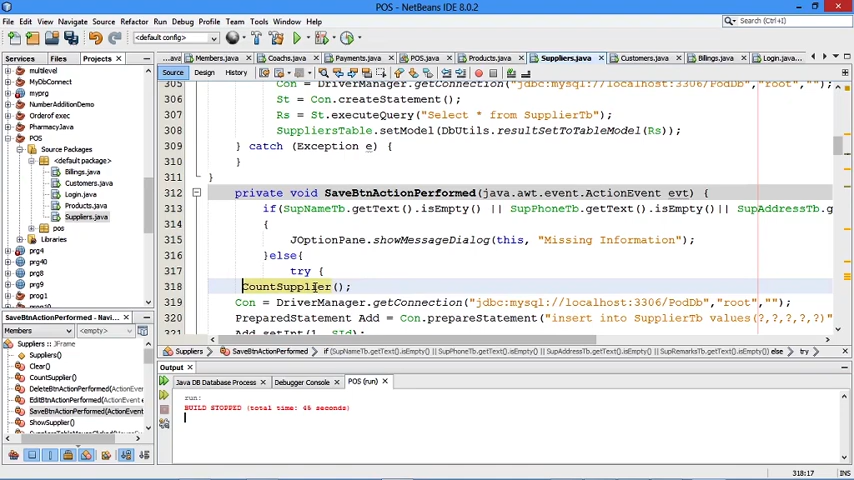 POS - NetBeans IDE 8.0.2
File Edit View Navigate Source Refactor Run Debug Profile Team Tools Window Help
Search (Ctrl+I)
<default config>
Services Files Projects
...ava Members.java Coachs.java Payments.java POS.java Products.java Suppliers.java Customers.java Billings.java Login.java
Source Design History
multilevel
MyDbConnect
myprg
NumberAdditionDemo
Orderof exec
PharmacyJava
POS
Source Packages
<default package>
Billings.java
Customers.java
Login.java
Products.java
Suppliers.java
pos
Libraries
prg4
prg40
prg8
prg9
prog1
305 Con = DriverManager.getConnection("jdbc:mysql://localhost:3306/PodDb","root","");
306 St = Con.createStatement();
307 Rs = St.executeQuery("Select * from SupplierTb");
308 SuppliersTable.setModel(DbUtils.resultSetToTableModel(Rs));
309 } catch (Exception e) {
310 }
311 }
312 private void SaveBtnActionPerformed(java.awt.event.ActionEvent evt) {
313 if(SupNameTb.getText().isEmpty() || SupPhoneTb.getText().isEmpty()|| SupAddressTb.g
314 {
315 JOptionPane.showMessageDialog(this, "Missing Information");
316 }else{
317 try {
318 CountSupplier();
319 Con = DriverManager.getConnection("jdbc:mysql://localhost:3306/PodDb","root","");
320 PreparedStatement Add = Con.prepareStatement("insert into SupplierTb values(?,?,?,?,?)"
321 Add.setInt(1, SId);
SaveBtnActionPerformed - Navigator
Members <empty>
Suppliers :: JFrame
Suppliers()
Clear()
CountSupplier()
DeleteBtnActionPerformed(ActionE
EditBtnActionPerformed(ActionEve
SaveBtnActionPerformed(ActionEvent
ShowSupplier()
Suppliers SaveBtnActionPerformed if (SupNameTb.getText().isEmpty() || SupPhoneTb.getText().isEmpty() || SupAddressTb.getText().isEmpty() || SupRemarksTb.getText().isEmpty()) else try
Output
Java DB Database Process Debugger Console POS (run)
run:
BUILD STOPPED (total time: 45 seconds)
318:17 INS